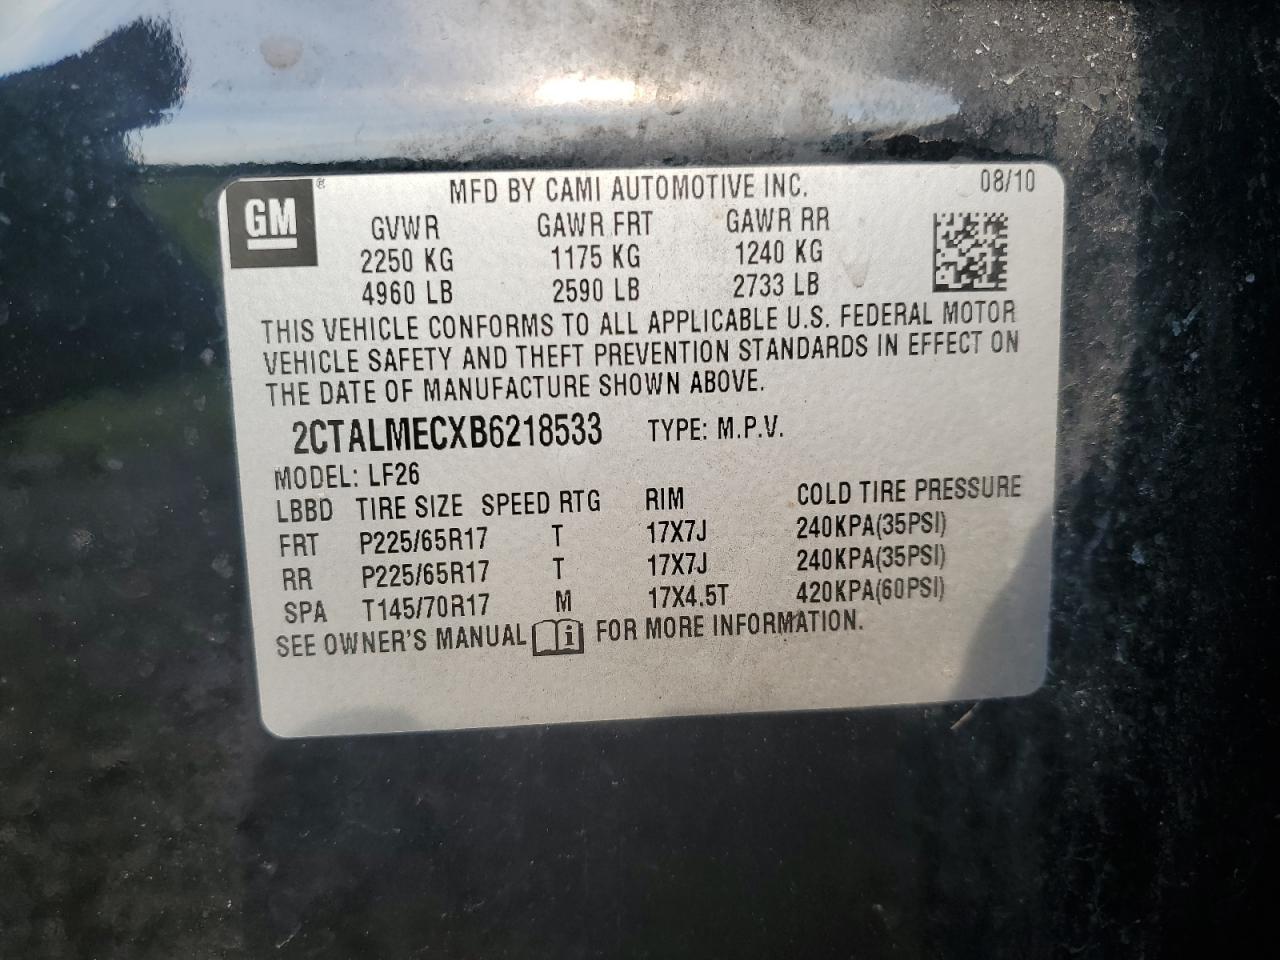 GM ® MFD BY CAMI AUTOMOTIVE INC. 08/10
GVWR GAWR FRT GAWR RR
2250 KG 1175 KG 1240 KG
4960 LB 2590 LB 2733 LB
THIS VEHICLE CONFORMS TO ALL APPLICABLE U.S. FEDERAL MOTOR
VEHICLE SAFETY AND THEFT PREVENTION STANDARDS IN EFFECT ON
THE DATE OF MANUFACTURE SHOWN ABOVE.
2CTALMECXB6218533 TYPE: M.P.V.
MODEL: LF26
LBBD TIRE SIZE SPEED RTG RIM COLD TIRE PRESSURE
FRT P225/65R17 T 17X7J 240KPA(35PSI)
RR P225/65R17 T 17X7J 240KPA(35PSI)
SPA T145/70R17 M 17X4.5T 420KPA(60PSI)
SEE OWNER'S MANUAL i FOR MORE INFORMATION.